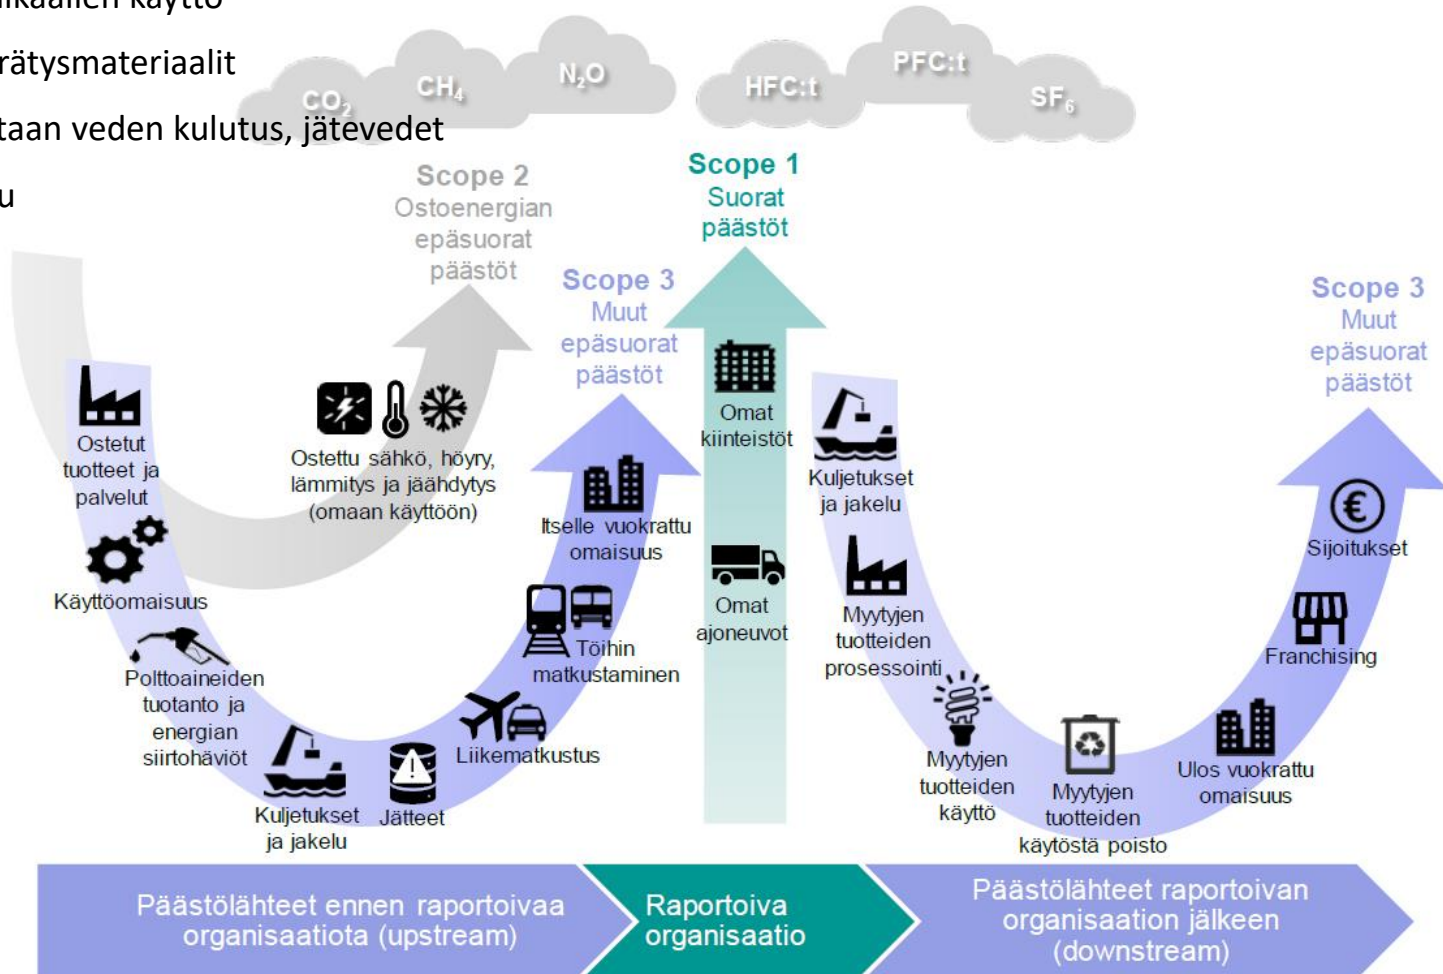 käyttö
taan veden kulutus, jätevedet
CO₂
CH₄
N₂O
HFC:t
PFC:t
SF₆
Scope 2
Ostoenergian
epäsuorat
päästöt
Scope 3
Muut
epäsuorat
päästöt
Scope 1
Suorat
päästöt
Scope 3
Muut
epäsuorat
päästöt
Ostetut
tuotteet ja
palvelut
Käyttöomaisuus
Polttoaineiden
tuotanto ja
energian
siirtohäviöt
Kuljetukset
ja jakelu
Jätteet
Liikematkustus
Töihin
matkustaminen
Itselle vuokrattu
omaisuus
Ostettu sähkö, höyry,
lämmitys ja jäähdytys
(omaan käyttöön)
Omat
kiinteistöt
Omat
ajoneuvot
Kuljetukset
ja jakelu
Myytyjen
tuotteiden
prosessointi
Myytyjen
tuotteiden
käyttö
Myytyjen
tuotteiden
käytöstä poisto
Ulos vuokrattu
omaisuus
Franchising
Sijoitukset
€
Päästölähteet ennen raportoivaa
organisaatiota (upstream)
Raportoiva
organisaatio
Päästölähteet raportoivan
organisaation jälkeen
(downstream)